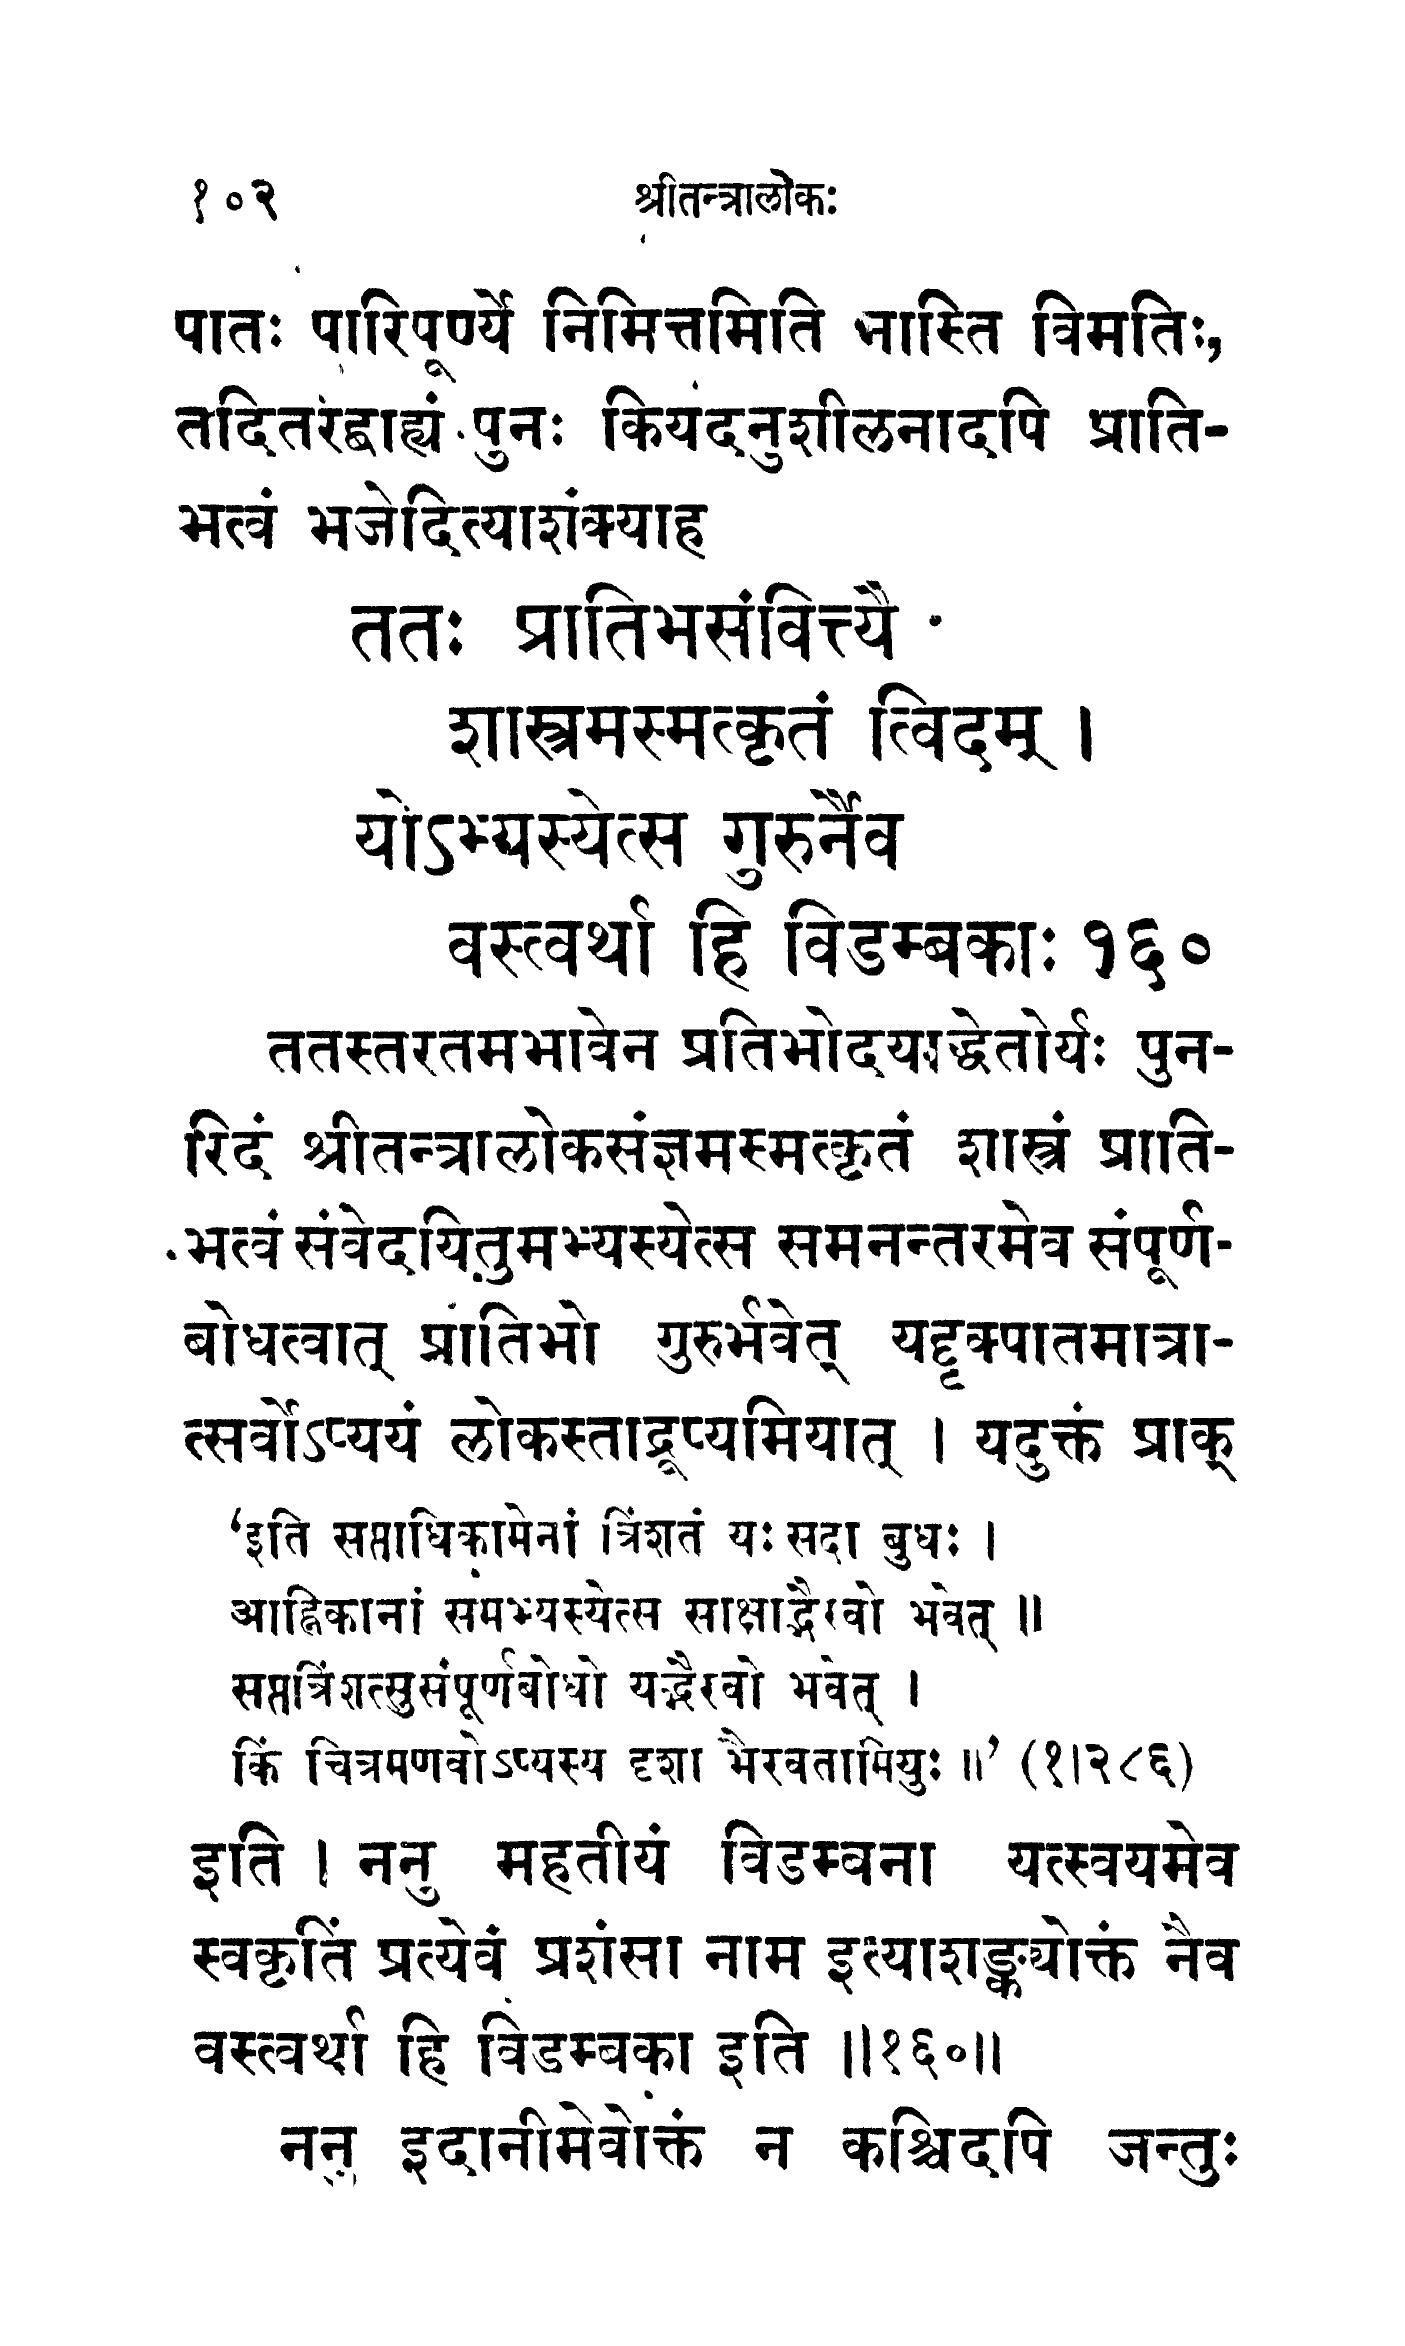 १०२ श्रीतन्त्रालोकः
पातः पारिपूर्ण्ये निमित्तमिति नास्ति विमतिः,
तदितरद्बाह्यं पुनः कियदनुशीलनादपि प्राति-
भत्वं भजेदित्याशंक्याह
ततः प्रातिभसंवित्त्यै
शास्त्रमस्मत्कृतं त्विदम् ।
योऽभ्यस्येत्स गुरुर्नैव
वस्त्वर्था हि विडम्बकाः १६०
ततस्तरतमभावेन प्रतिभोदयाद्धेतोर्यः पुन-
रिदं श्रीतन्त्रालोकसंज्ञमस्मत्कृतं शास्त्रं प्राति-
भत्वं संवेदयितुमभ्यस्येत्स समनन्तरमेव संपूर्ण-
बोधत्वात् प्रातिभो गुरुर्भवेत् यद्दृक्पातमात्रा-
त्सर्वोऽप्ययं लोकस्ताद्रूप्यमियात् । यदुक्तं प्राक्
‘इति सप्ताधिकामेनां त्रिंशतं यः सदा बुधः ।
आह्निकानां समभ्यस्येत्स साक्षाद्भैरवो भवेत् ॥
सप्तत्रिंशत्सुसंपूर्णबोधो यद्भैरवो भवेत् ।
किं चित्रमणवोऽप्यस्य दृशा भैरवतामियुः ॥’ (१।२८६)
इति । ननु महतीयं विडम्बना यत्स्वयमेव
स्वकृतिं प्रत्येवं प्रशंसा नाम इत्याशङ्क्योक्तं नैव
वस्त्वर्था हि विडम्बका इति ॥१६०॥
ननु इदानीमेवोक्तं न कश्चिदपि जन्तुः